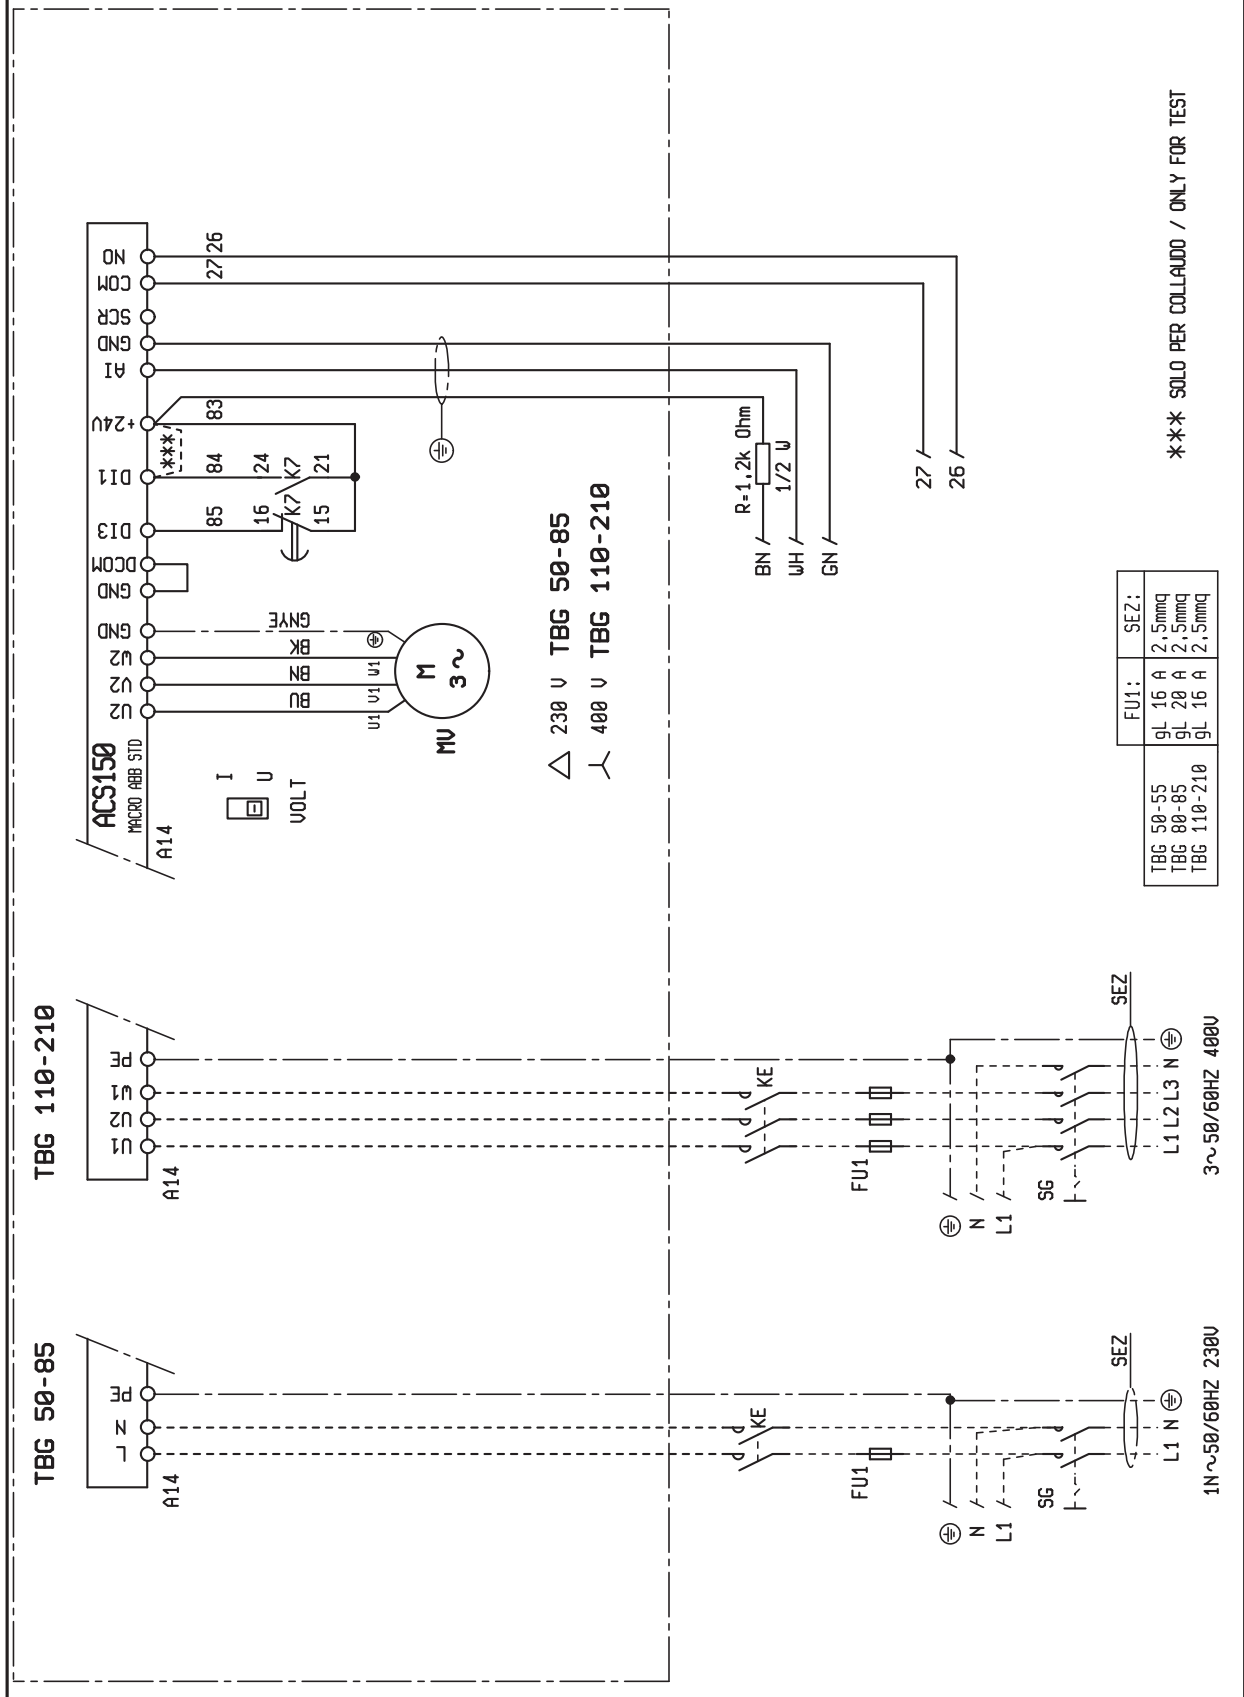 TBG 50-85
TBG 110-210
L
N
PE
A14
U1
U2
W1
PE
A14
ACS150
MACRO ABB STD
A14
U2
V2
W2
GND
GND
DCOM
DI3
DI1
+24V
AI
GND
SCR
COM
NO
I
U
VOLT
BU
BN
BK
GNYE
U1
V1
W1
M
3~
MV
85
84
83
27
26
***
16
K7
15
24
K7
21
230 V TBG 50-85
400 V TBG 110-210
R=1,2k Ohm
1/2 W
BN
WH
GN
27
26
KE
FU1
N
L1
SG
SEZ
L1 N
1N~50/60HZ 230V
KE
FU1
N
L1
SG
SEZ
L1 L2 L3 N
3~50/60HZ 400V
FU1: SEZ:
TBG 50-55 gL 16 A 2,5mmq
TBG 80-85 gL 20 A 2,5mmq
TBG 110-210 gL 16 A 2,5mmq
*** SOLO PER COLLAUDO / ONLY FOR TEST